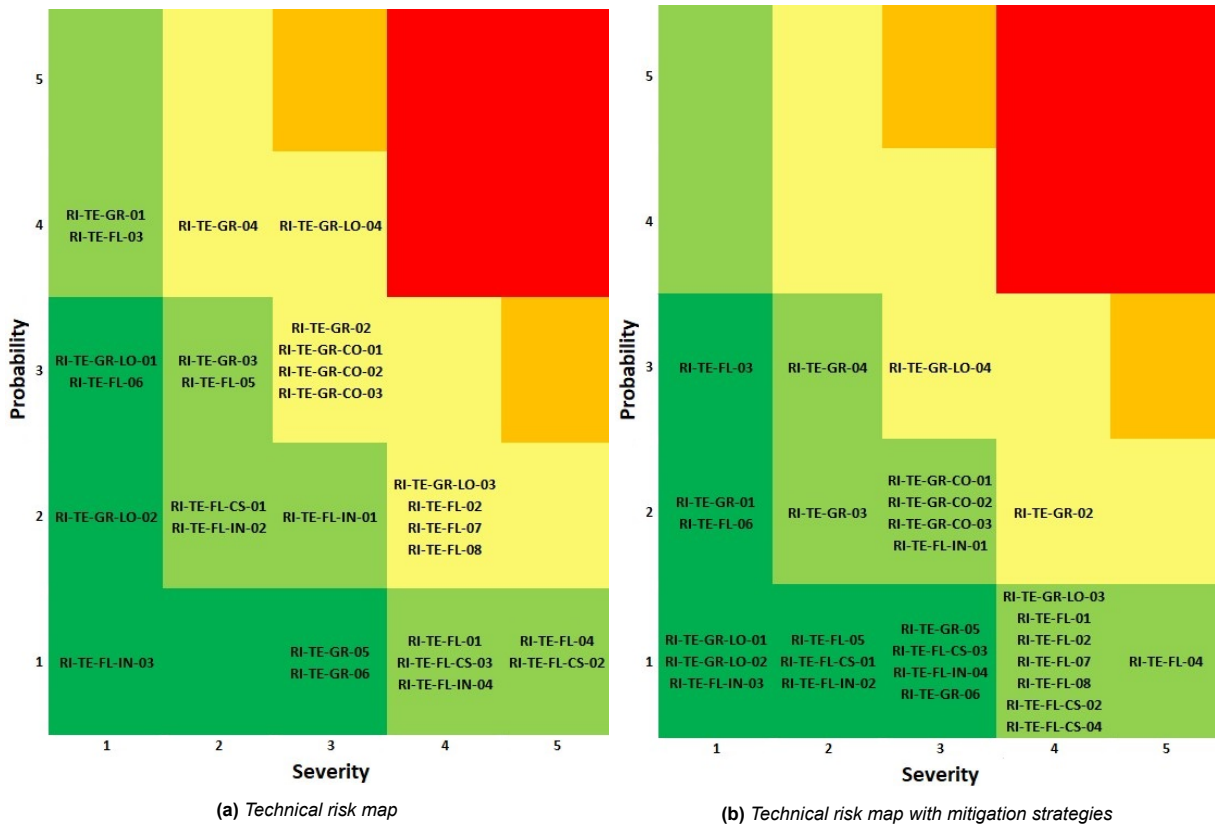 5
4
RI-TE-GR-01
RI-TE-FL-03
RI-TE-GR-04
RI-TE-GR-LO-04
Probability
3
RI-TE-GR-LO-01
RI-TE-FL-06
RI-TE-GR-03
RI-TE-FL-05
RI-TE-GR-02
RI-TE-GR-CO-01
RI-TE-GR-CO-02
RI-TE-GR-CO-03
2
RI-TE-GR-LO-02
RI-TE-FL-CS-01
RI-TE-FL-IN-02
RI-TE-FL-IN-01
RI-TE-GR-LO-03
RI-TE-FL-02
RI-TE-FL-07
RI-TE-FL-08
1
RI-TE-FL-IN-03
RI-TE-GR-05
RI-TE-GR-06
RI-TE-FL-01
RI-TE-FL-CS-03
RI-TE-FL-IN-04
RI-TE-FL-04
RI-TE-FL-CS-02
1 2 3 4 5
Severity
(a) Technical risk map
5
4
Probability
3
RI-TE-FL-03
RI-TE-GR-04
RI-TE-GR-LO-04
2
RI-TE-GR-01
RI-TE-FL-06
RI-TE-GR-03
RI-TE-GR-CO-01
RI-TE-GR-CO-02
RI-TE-GR-CO-03
RI-TE-FL-IN-01
RI-TE-GR-02
1
RI-TE-GR-LO-01
RI-TE-GR-LO-02
RI-TE-FL-IN-03
RI-TE-FL-05
RI-TE-FL-CS-01
RI-TE-FL-IN-02
RI-TE-GR-05
RI-TE-FL-CS-03
RI-TE-FL-IN-04
RI-TE-GR-06
RI-TE-GR-LO-03
RI-TE-FL-01
RI-TE-FL-02
RI-TE-FL-07
RI-TE-FL-08
RI-TE-FL-CS-02
RI-TE-FL-CS-04
RI-TE-FL-04
1 2 3 4 5
Severity
(b) Technical risk map with mitigation strategies